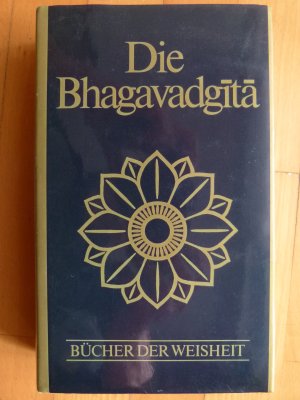 Die
Bhagavadgītā
BÜCHER DER WEISHEIT